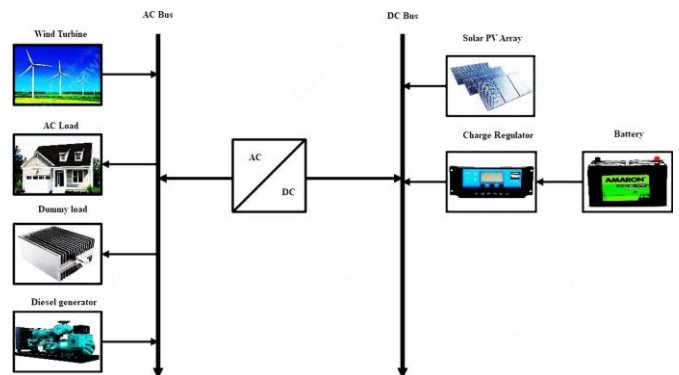 AC Bus
DC Bus
Wind Turbine
Solar PV Array
AC Load
Charge Regulator
Battery
AC
DC
AMARON
Dummy load
Diesel generator